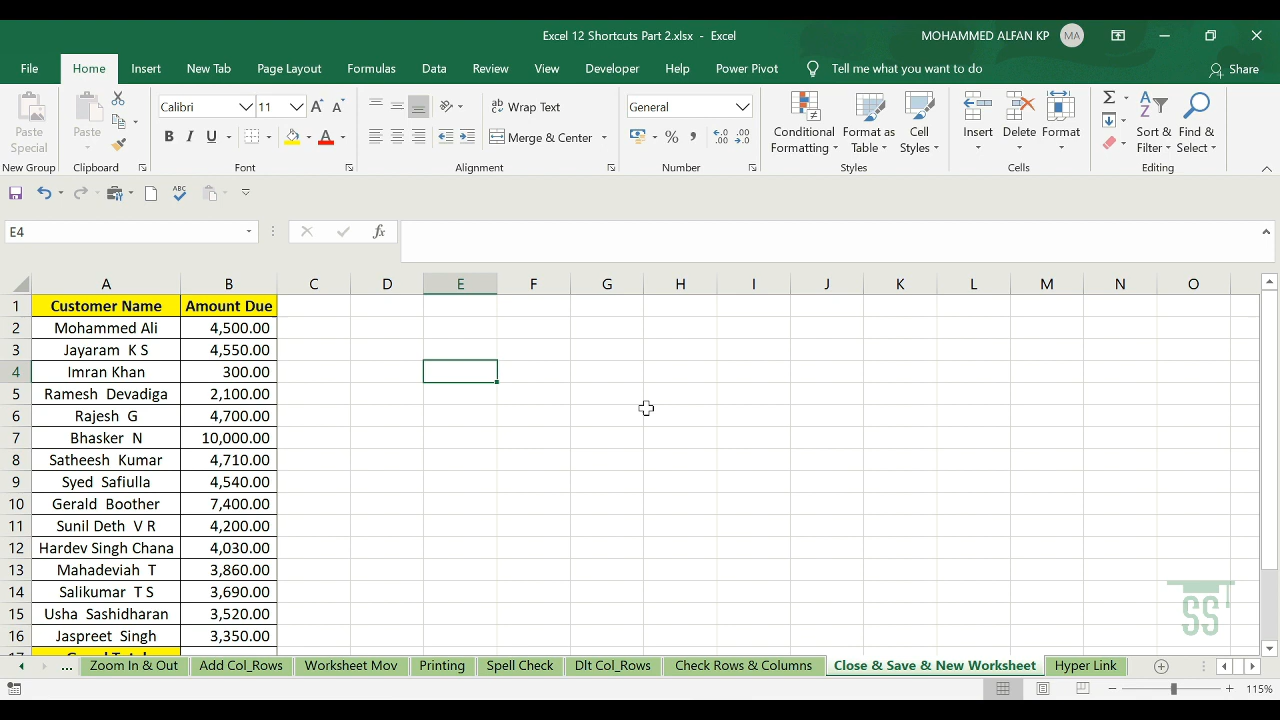 Excel 12 Shortcuts Part 2.xlsx - Excel
MOHAMMED ALFAN KP
MA
File Home Insert New Tab Page Layout Formulas Data Review View Developer Help Power Pivot Tell me what you want to do Share
Calibri 11 Wrap Text General
Paste Special Paste B I U Merge & Center Conditional Formatting Format as Table Cell Styles Insert Delete Format Sort & Filter Find & Select
New Group Clipboard Font Alignment Number Styles Cells Editing
E4 fx
A B C D E F G H I J K L M N O
1 Customer Name Amount Due
2 Mohammed Ali 4,500.00
3 Jayaram K S 4,550.00
4 Imran Khan 300.00
5 Ramesh Devadiga 2,100.00
6 Rajesh G 4,700.00
7 Bhasker N 10,000.00
8 Satheesh Kumar 4,710.00
9 Syed Safiulla 4,540.00
10 Gerald Boother 7,400.00
11 Sunil Deth V R 4,200.00
12 Hardev Singh Chana 4,030.00
13 Mahadeviah T 3,860.00
14 Salikumar T S 3,690.00
15 Usha Sashidharan 3,520.00
16 Jaspreet Singh 3,350.00
SS
... Zoom In & Out Add Col_Rows Worksheet Mov Printing Spell Check Dlt Col_Rows Check Rows & Columns Close & Save & New Worksheet Hyper Link
115%